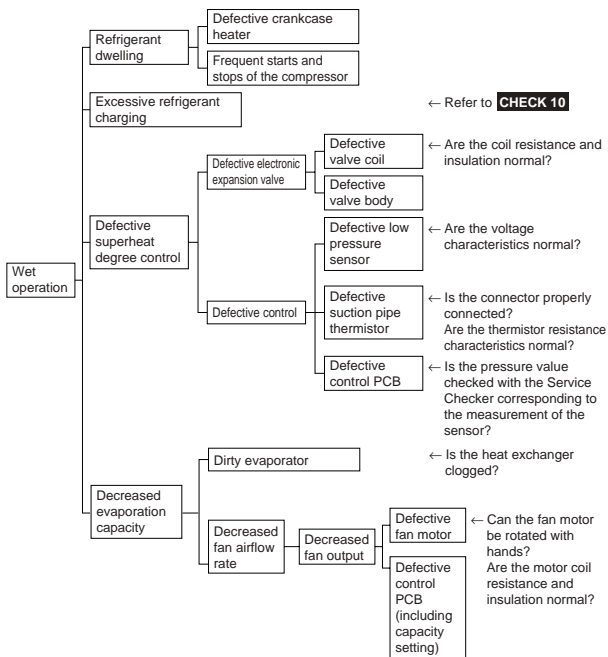 Wet
operation
Refrigerant
dwelling
Defective crankcase
heater
Frequent starts and
stops of the compressor
Excessive refrigerant
charging
← Refer to CHECK 10
Defective
superheat
degree control
Defective electronic
expansion valve
Defective
valve coil
← Are the coil resistance and
insulation normal?
Defective
valve body
Defective control
Defective low
pressure
sensor
← Are the voltage
characteristics normal?
Defective
suction pipe
thermistor
← Is the connector properly
connected?
Are the thermistor resistance
characteristics normal?
Defective
control PCB
← Is the pressure value
checked with the Service
Checker corresponding to
the measurement of the
sensor?
Decreased
evaporation
capacity
Dirty evaporator
← Is the heat exchanger
clogged?
Decreased
fan airflow
rate
Decreased
fan output
Defective
fan motor
← Can the fan motor
be rotated with
hands?
Are the motor coil
resistance and
insulation normal?
Defective
control
PCB
(including
capacity
setting)